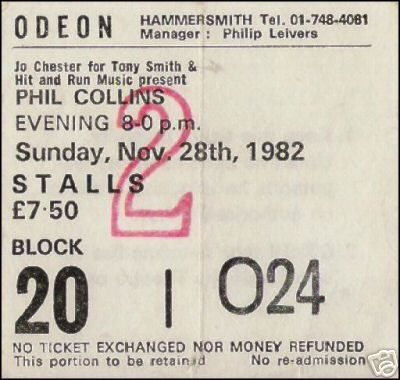 ODEON HAMMERSMITH Tel. 01-748-4081
Manager : Philip Leivers
Jo Chester for Tony Smith &
Hit and Run Music present
PHIL COLLINS
EVENING 8-0 p.m.
Sunday, Nov. 28th, 1982
STALLS
£7·50
2
BLOCK
20 | O24
NO TICKET EXCHANGED NOR MONEY REFUNDED
This portion to be retained No re-admission